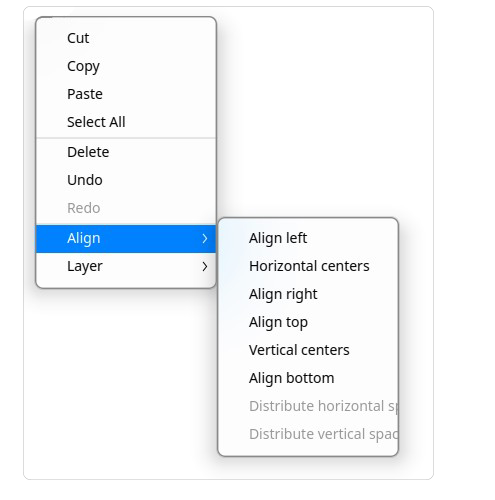 Cut
Copy
Paste
Select All
Delete
Undo
Redo
Align
Layer
Align left
Horizontal centers
Align right
Align top
Vertical centers
Align bottom
Distribute horizontal
Distribute vertical